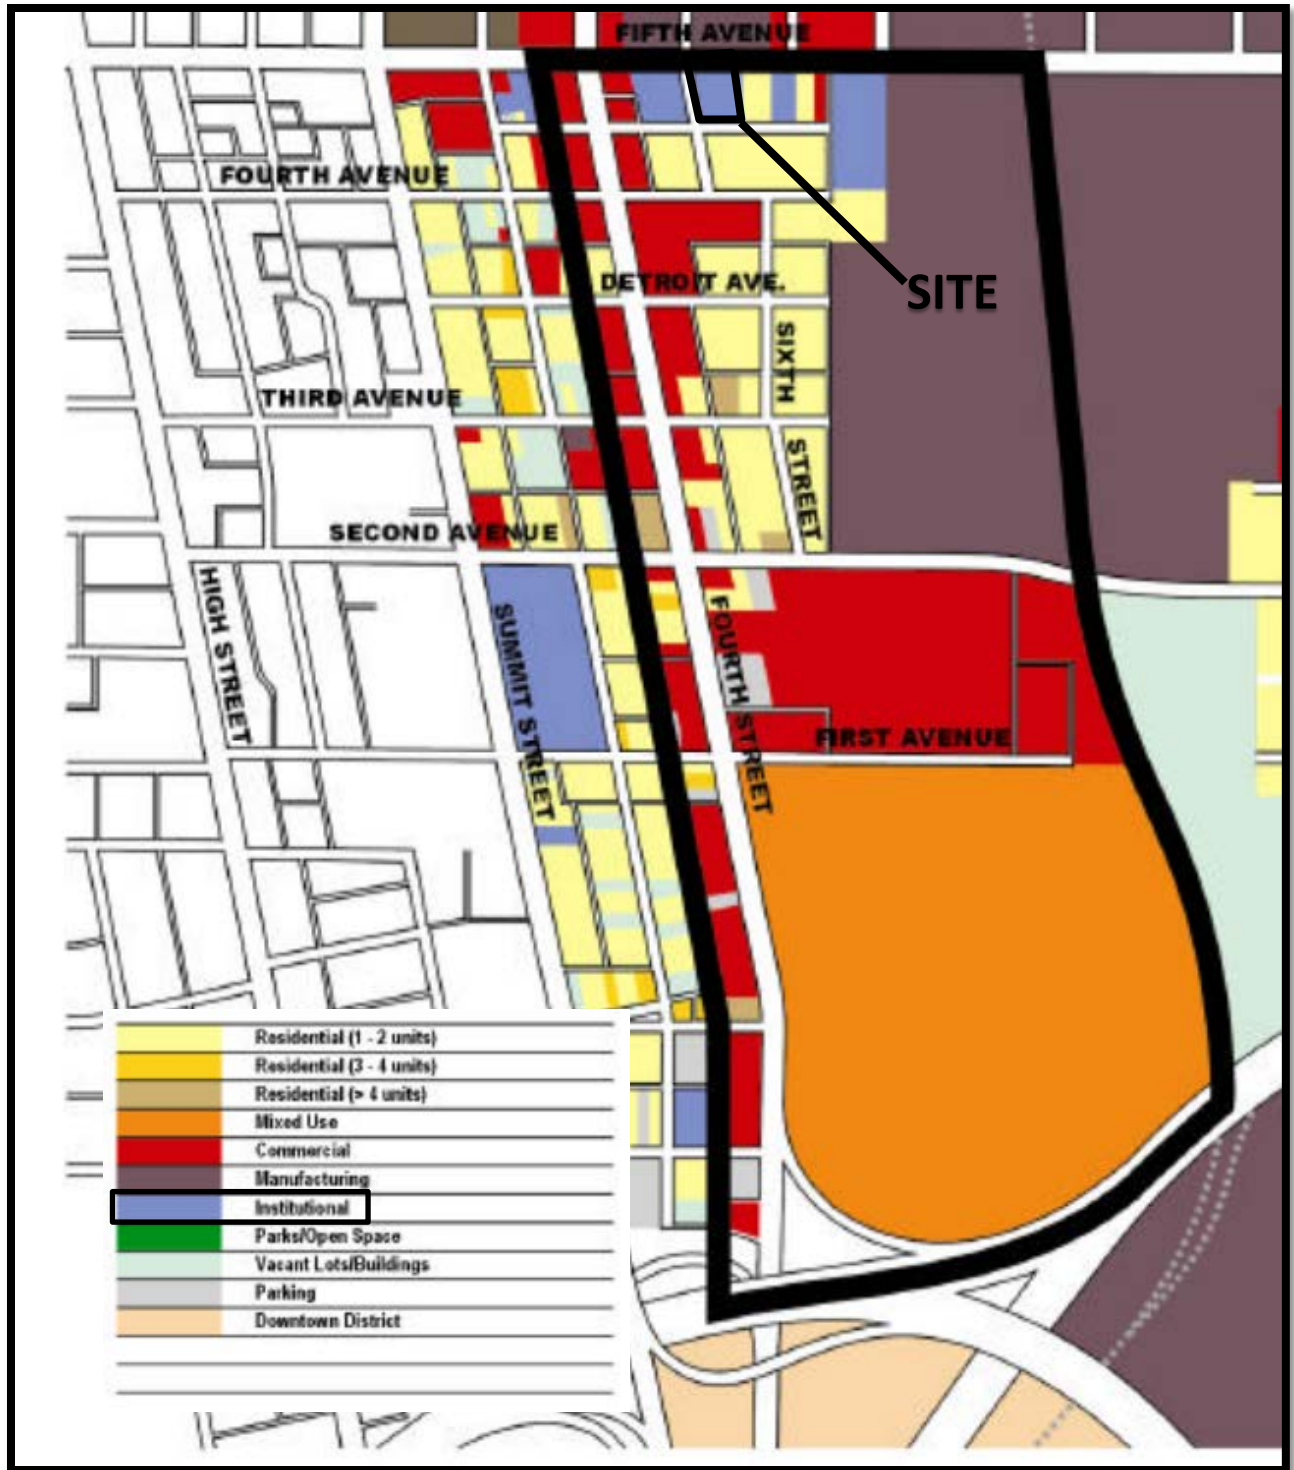 FIFTH AVENUE
FOURTH AVENUE
DETROIT AVE.
SITE
SIXTH
STREET
THIRD AVENUE
SECOND AVENUE
HIGH STREET
SUMMIT STREET
FOURTH STREET
FIRST AVENUE
Residential (1 - 2 units)
Residential (3 - 4 units)
Residential (> 4 units)
Mixed Use
Commercial
Manufacturing
Institutional
Parks/Open Space
Vacant Lots/Buildings
Parking
Downtown District